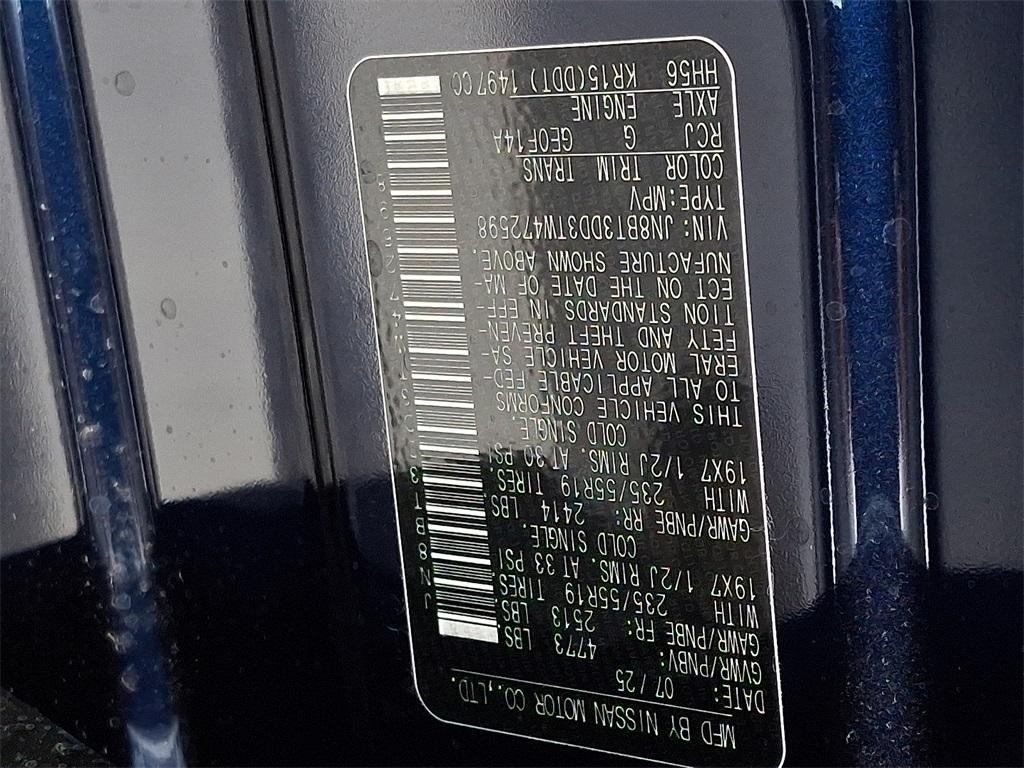 MFD BY NISSAN MOTOR CO.,LTD.
DATE: 07/25
GVWR/PNBV: 4773 LBS
GAWR/PNBE FR: 2513 LBS.
WITH 235/55R19 TIRES.
19X7 1/2J RIMS. AT 33 PSI
COLD SINGLE.
GAWR/PNBE RR: 2414 LBS
WITH 235/55R19 TIRES.
19X7 1/2J RIMS. AT 30 PSI
COLD SINGLE.
THIS VEHICLE CONFORMS
TO ALL APPLICABLE FED-
ERAL MOTOR VEHICLE SA-
FETY AND THEFT PREVEN-
TION STANDARDS IN EFF-
ECT ON THE DATE OF MA-
NUFACTURE SHOWN ABOVE.
VIN: JN8BT3DD3TW472598
TYPE:MPV
COLOR TRIM TRANS
RCJ G GE0F14A
AXLE ENGINE
HH56 KR15(DDT) 1497CC